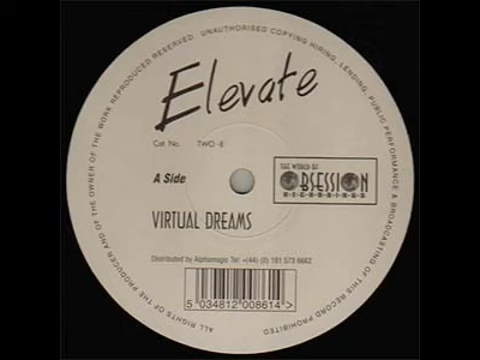 ALL RIGHTS OF THE PRODUCER AND OF THE OWNER OF THE WORK REPRODUCED RESERVED. UNAUTHORISED COPYING HIRING, LENDING, PUBLIC PERFORMANCE & BROADCASTING OF THIS RECORD PROHIBITED.
Elevate
Cat. No. TWO -8
A Side
THE WORLD OF
OBSESSION
RECORDINGS
VIRTUAL DREAMS
Distributed by Alphamagic Tel: +(44) (0) 181 573 6662
5 034812 008614 >